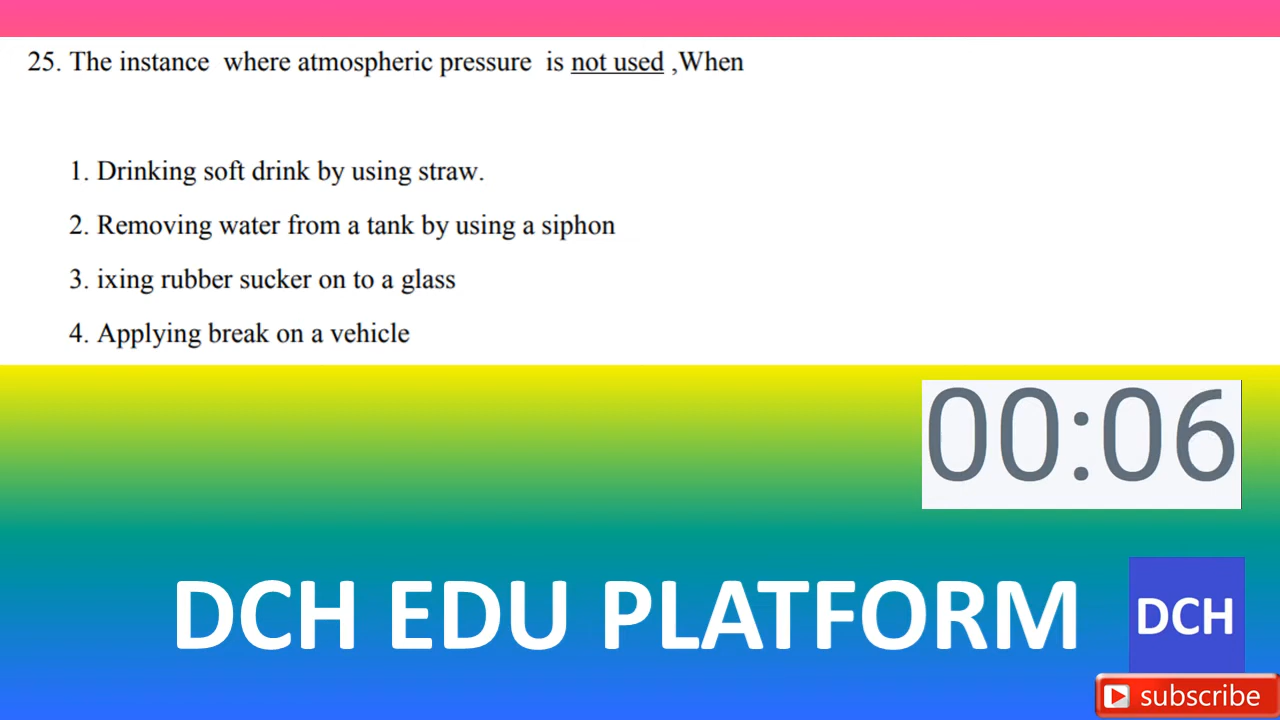 25. The instance where atmospheric pressure is not used ,When
1. Drinking soft drink by using straw.
2. Removing water from a tank by using a siphon
3. ixing rubber sucker on to a glass
4. Applying break on a vehicle
00:06
DCH EDU PLATFORM
DCH
subscribe